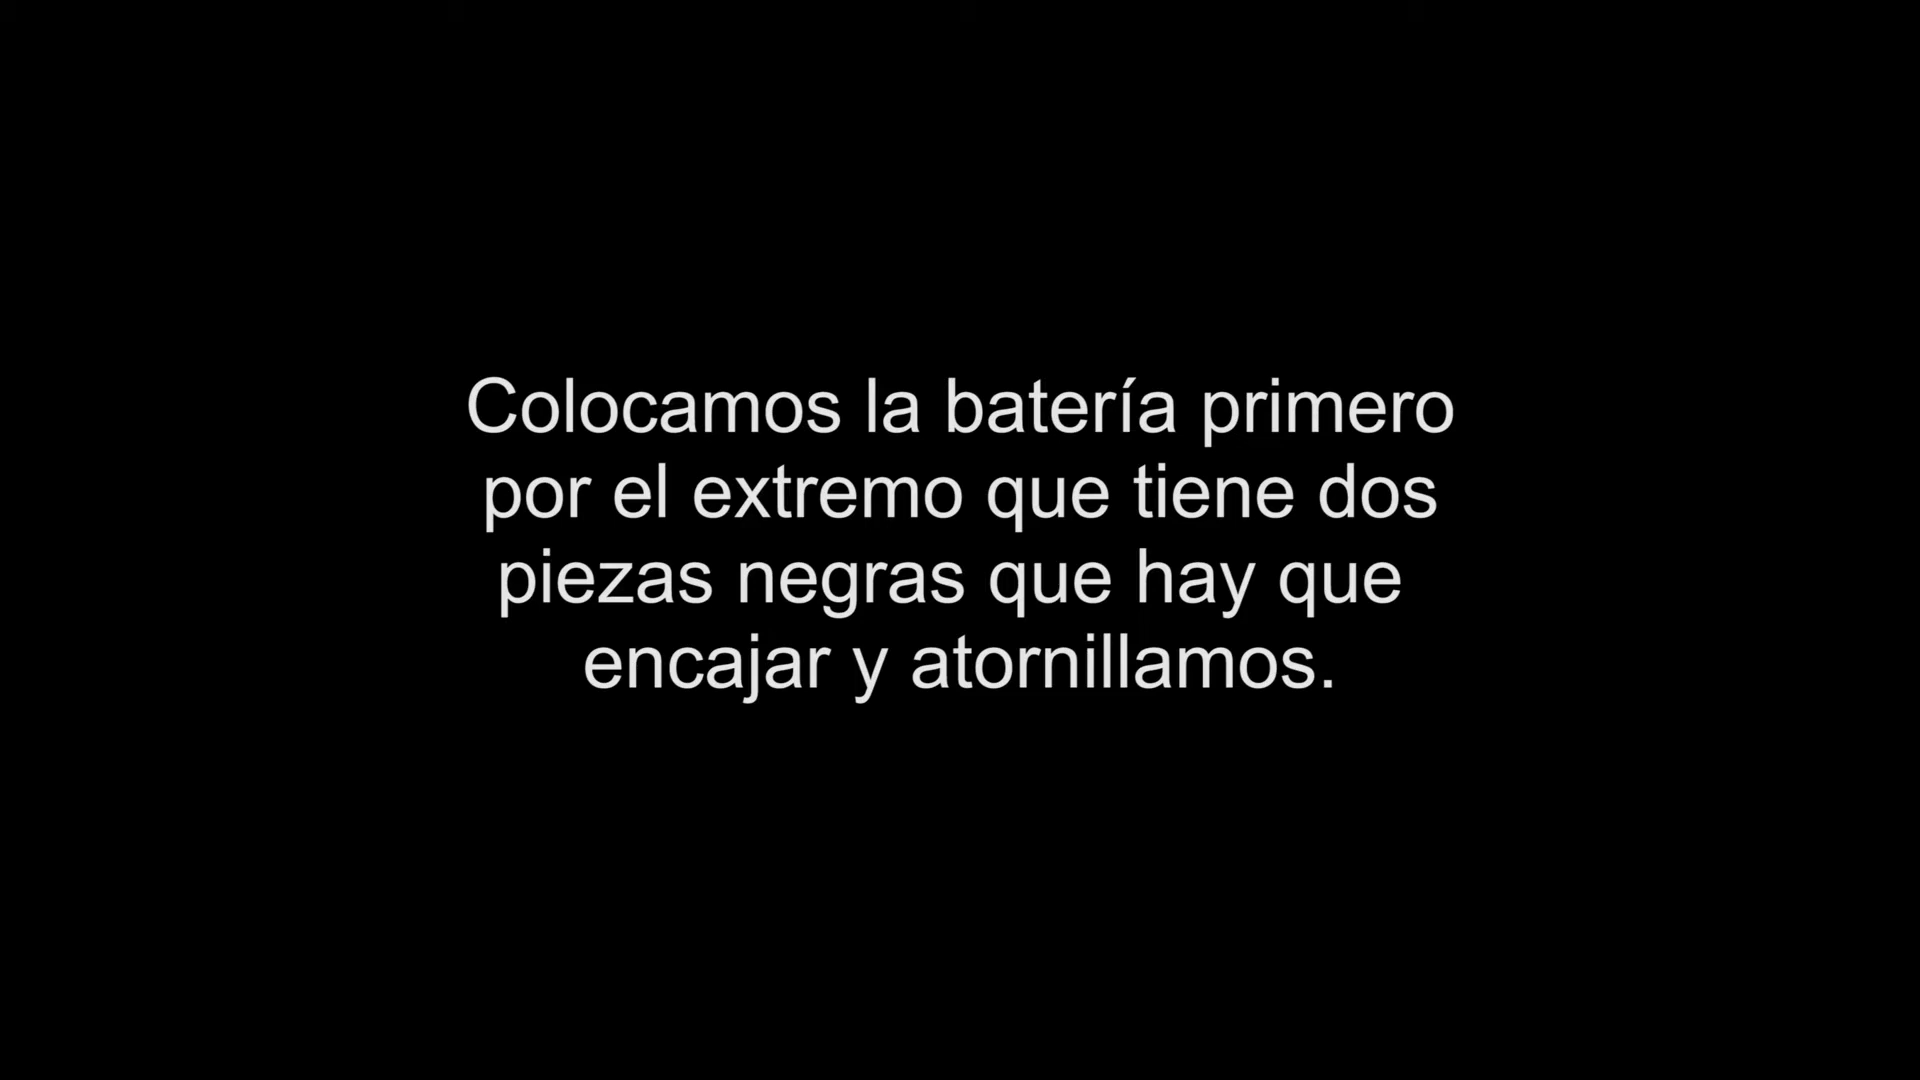 Colocamos la batería primero
por el extremo que tiene dos
piezas negras que hay que
encajar y atornillamos.